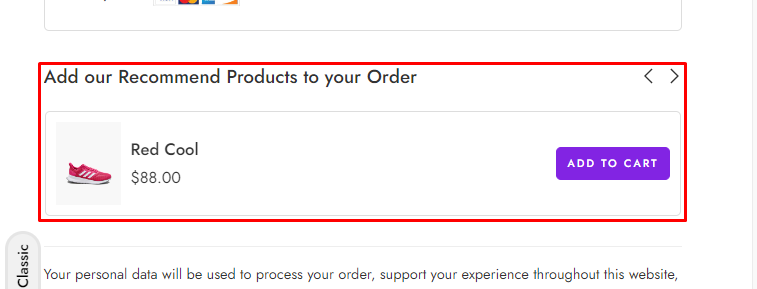 Add our Recommend Products to your Order
Red Cool
$88.00
ADD TO CART
Classic
Your personal data will be used to process your order, support your experience throughout this website,